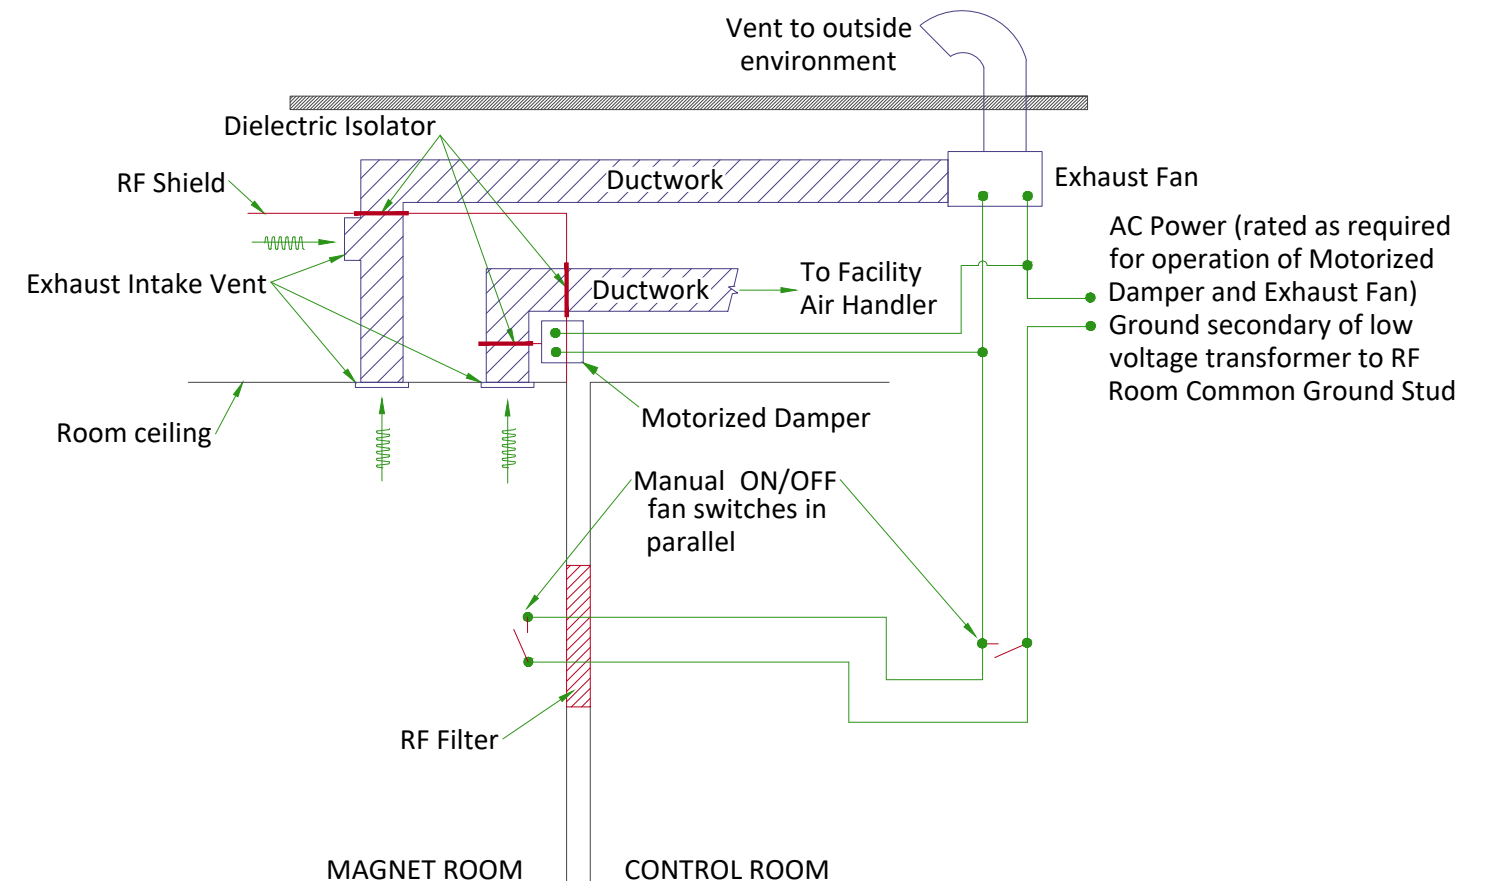 Vent to outside
environment
Dielectric Isolator
RF Shield
Ductwork
Exhaust Fan
AC Power (rated as required
for operation of Motorized
Damper and Exhaust Fan)
Ground secondary of low
voltage transformer to RF
Room Common Ground Stud
Exhaust Intake Vent
Ductwork
To Facility
Air Handler
Room ceiling
Motorized Damper
Manual ON/OFF
fan switches in
parallel
RF Filter
MAGNET ROOM
CONTROL ROOM